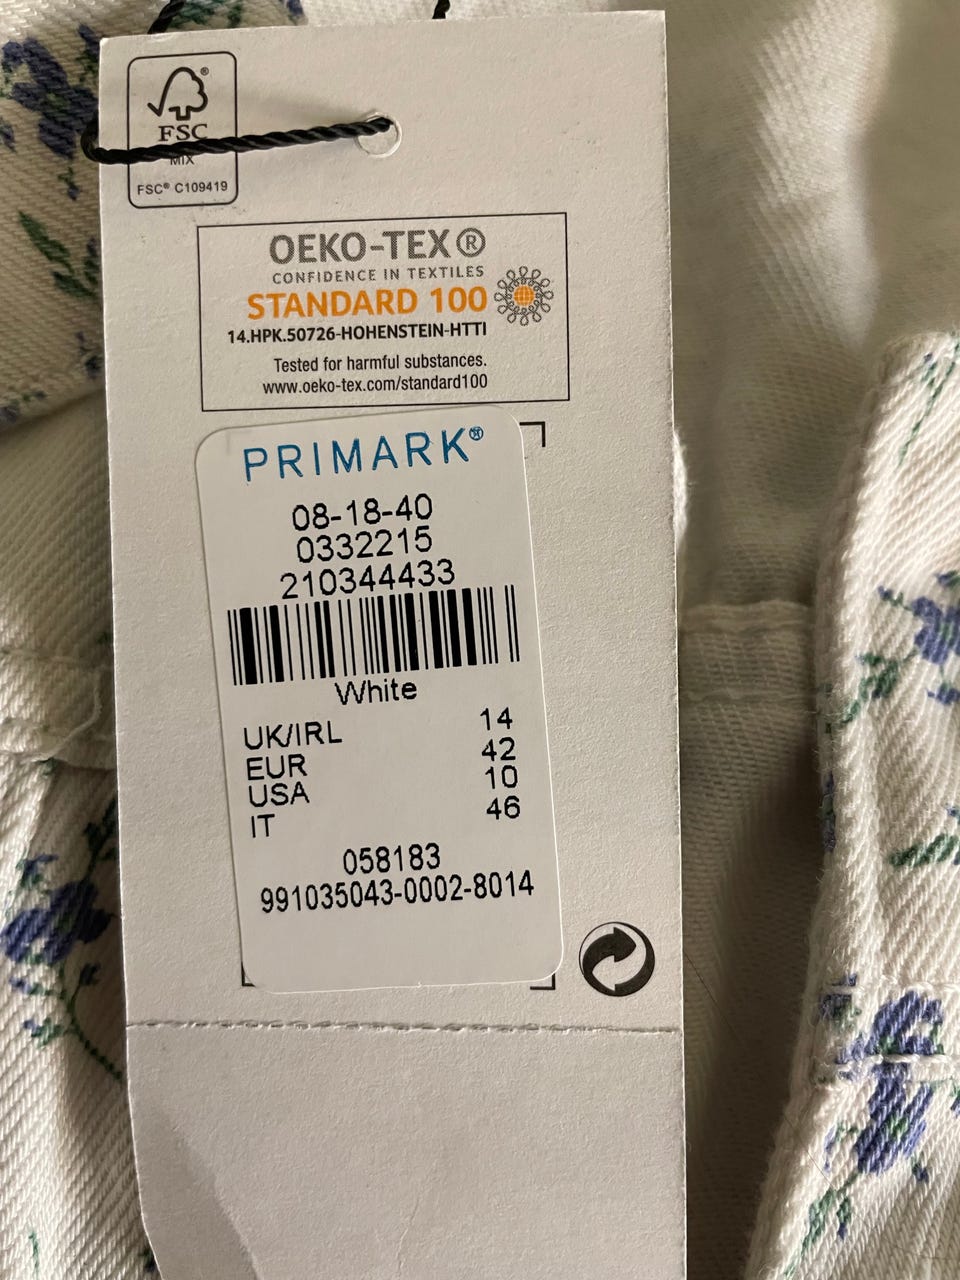 FSC
MIX
FSC® C109419
OEKO-TEX®
CONFIDENCE IN TEXTILES
STANDARD 100
14.HPK.50726-HOHENSTEIN-HTTI
Tested for harmful substances.
www.oeko-tex.com/standard100
PRIMARK®
08-18-40
0332215
210344433
White
UK/IRL 14
EUR 42
USA 10
IT 46
058183
991035043-0002-8014